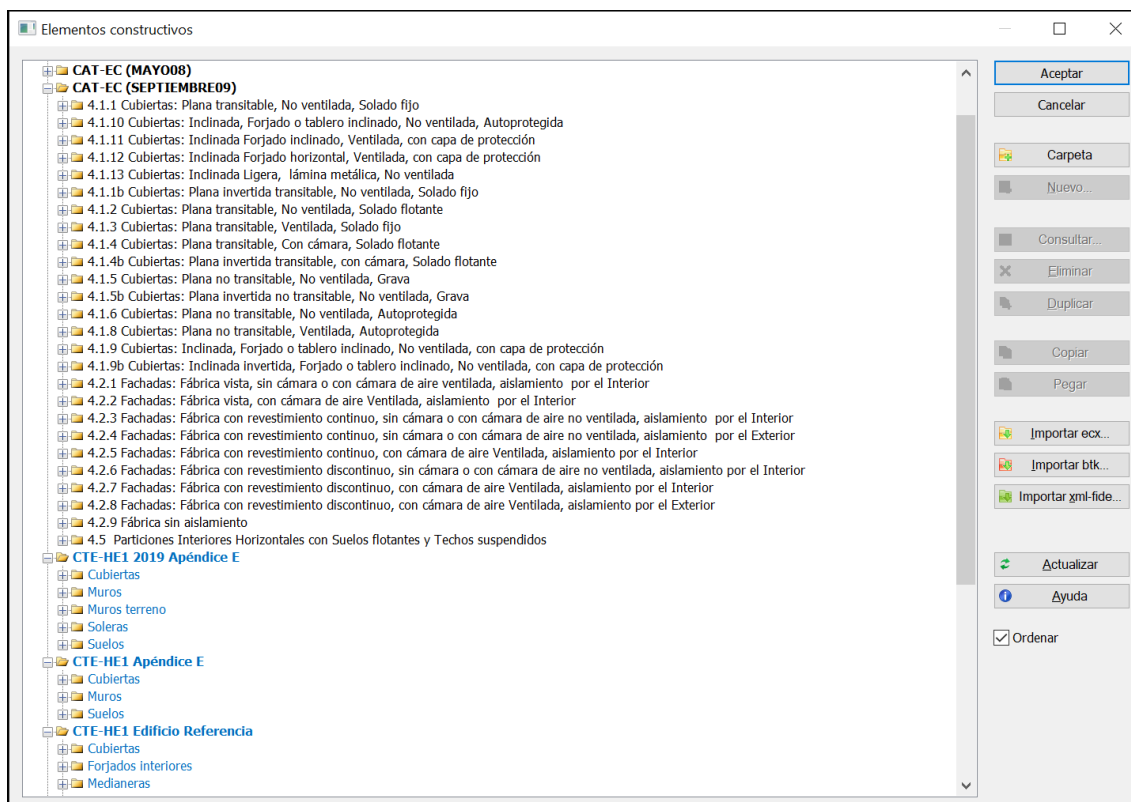 Elementos constructivos
CAT-EC (MAYO08)
CAT-EC (SEPTIEMBRE09)
4.1.1 Cubiertas: Plana transitable, No ventilada, Solado fijo
4.1.10 Cubiertas: Inclinada, Forjado o tablero inclinado, No ventilada, Autoprotegida
4.1.11 Cubiertas: Inclinada Forjado inclinado, Ventilada, con capa de protección
4.1.12 Cubiertas: Inclinada Forjado horizontal, Ventilada, con capa de protección
4.1.13 Cubiertas: Inclinada Ligera, lámina metálica, No ventilada
4.1.1b Cubiertas: Plana invertida transitable, No ventilada, Solado fijo
4.1.2 Cubiertas: Plana transitable, No ventilada, Solado flotante
4.1.3 Cubiertas: Plana transitable, Ventilada, Solado fijo
4.1.4 Cubiertas: Plana transitable, Con cámara, Solado flotante
4.1.4b Cubiertas: Plana invertida transitable, con cámara, Solado flotante
4.1.5 Cubiertas: Plana no transitable, No ventilada, Grava
4.1.5b Cubiertas: Plana invertida no transitable, No ventilada, Grava
4.1.6 Cubiertas: Plana no transitable, No ventilada, Autoprotegida
4.1.8 Cubiertas: Plana no transitable, Ventilada, Autoprotegida
4.1.9 Cubiertas: Inclinada, Forjado o tablero inclinado, No ventilada, con capa de protección
4.1.9b Cubiertas: Inclinada invertida, Forjado o tablero inclinado, No ventilada, con capa de protección
4.2.1 Fachadas: Fábrica vista, sin cámara o con cámara de aire ventilada, aislamiento por el Interior
4.2.2 Fachadas: Fábrica vista, con cámara de aire Ventilada, aislamiento por el Interior
4.2.3 Fachadas: Fábrica con revestimiento continuo, sin cámara o con cámara de aire no ventilada, aislamiento por el Interior
4.2.4 Fachadas: Fábrica con revestimiento continuo, sin cámara o con cámara de aire no ventilada, aislamiento por el Exterior
4.2.5 Fachadas: Fábrica con revestimiento continuo, con cámara de aire Ventilada, aislamiento por el Interior
4.2.6 Fachadas: Fábrica con revestimiento discontinuo, sin cámara o con cámara de aire no ventilada, aislamiento por el Interior
4.2.7 Fachadas: Fábrica con revestimiento discontinuo, con cámara de aire Ventilada, aislamiento por el Interior
4.2.8 Fachadas: Fábrica con revestimiento discontinuo, con cámara de aire Ventilada, aislamiento por el Exterior
4.2.9 Fábrica sin aislamiento
4.5 Particiones Interiores Horizontales con Suelos flotantes y Techos suspendidos
CTE-HE1 2019 Apéndice E
Cubiertas
Muros
Muros terreno
Soleras
Suelos
CTE-HE1 Apéndice E
Cubiertas
Muros
Suelos
CTE-HE1 Edificio Referencia
Cubiertas
Forjados interiores
Medianeras
Aceptar
Cancelar
Carpeta
Nuevo...
Consultar...
Eliminar
Duplicar
Copiar
Pegar
Importar ecx...
Importar btk...
Importar xml-fide...
Actualizar
Ayuda
Ordenar